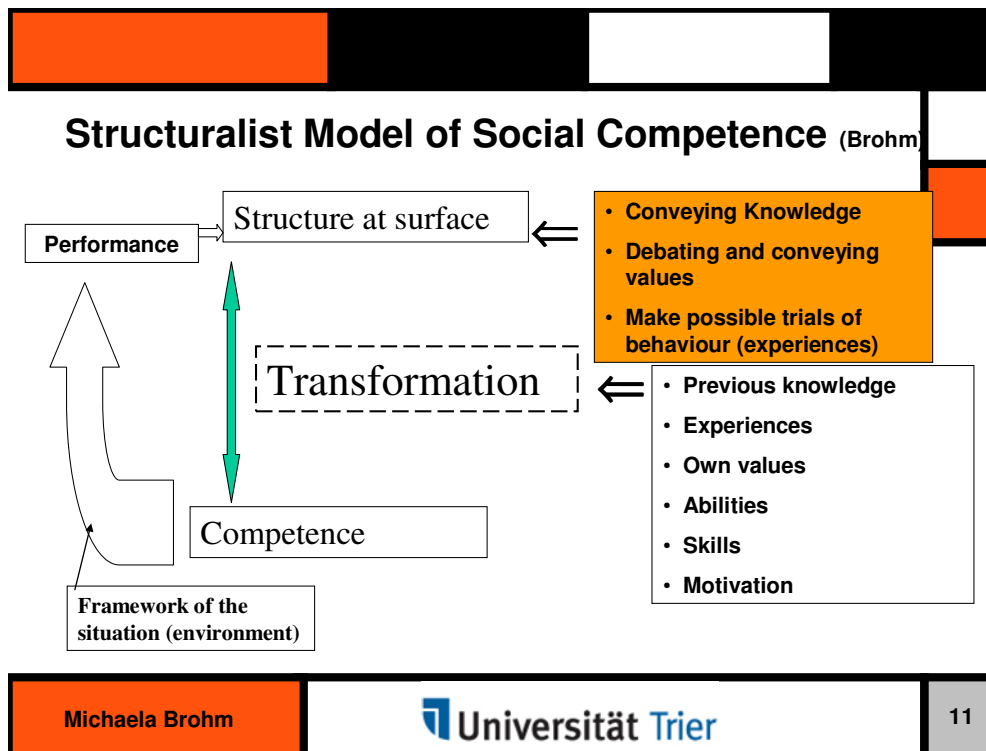 Structuralist Model of Social Competence (Brohm)
Structure at surface
Performance
• Conveying Knowledge
• Debating and conveying
values
• Make possible trials of
behaviour (experiences)
Transformation
• Previous knowledge
• Experiences
• Own values
• Abilities
• Skills
• Motivation
Competence
Framework of the
situation (environment)
Michaela Brohm
Universität Trier
11